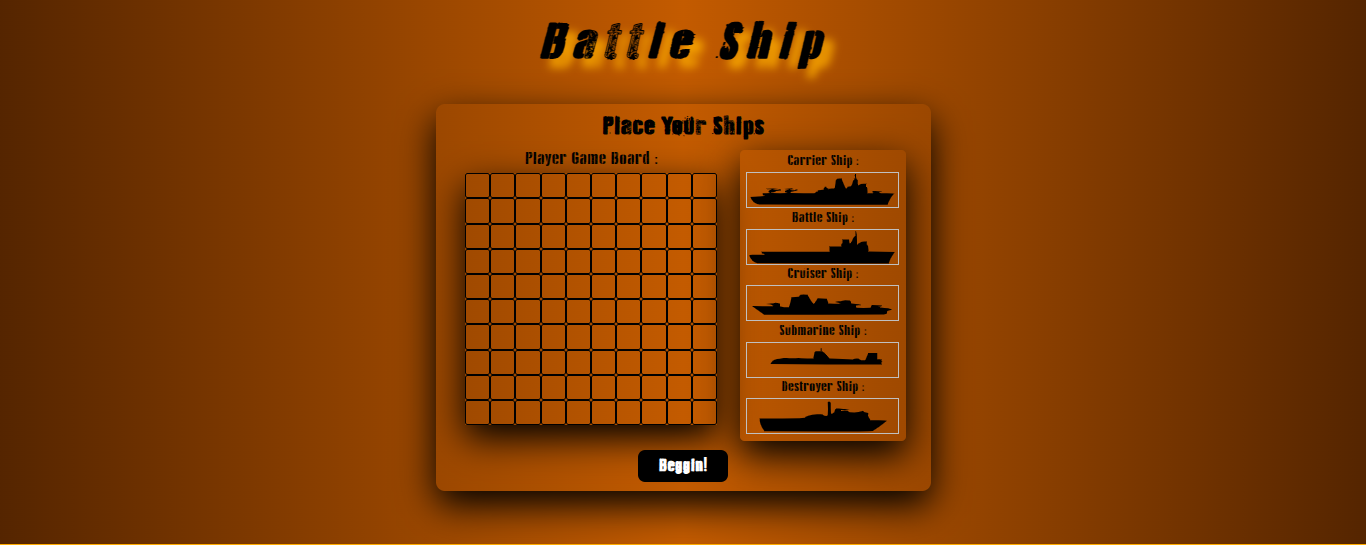 Battle Ship
Place Your Ships
Player Game Board :
Carrier Ship :
Battle Ship :
Cruiser Ship :
Submarine Ship :
Destroyer Ship :
Beggin!